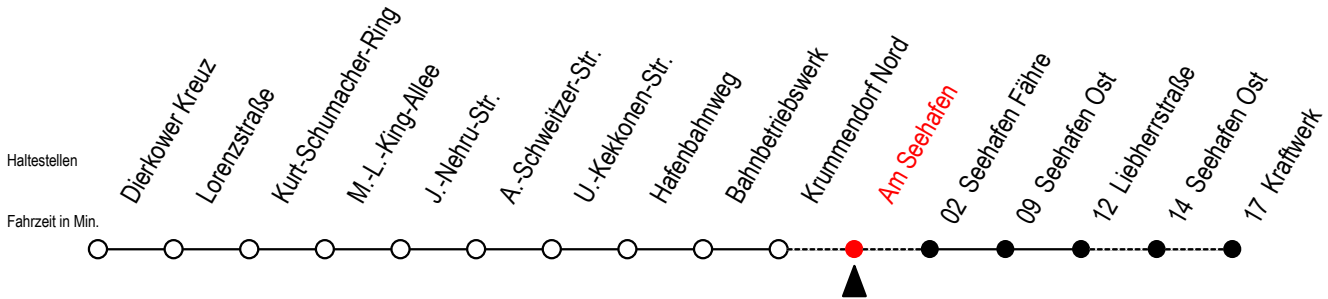 Haltestellen
Fahrzeit in Min.
Dierkower Kreuz
Lorenzstraße
Kurt-Schumacher-Ring
M.-L.-King-Allee
J.-Nehru-Str.
A.-Schweitzer-Str.
U.-Kekkonen-Str.
Hafenbahnweg
Bahnbetriebswerk
Krummendorf Nord
Am Seehafen
02 Seehafen Fähre
09 Seehafen Ost
12 Liebherrstraße
14 Seehafen Ost
17 Kraftwerk